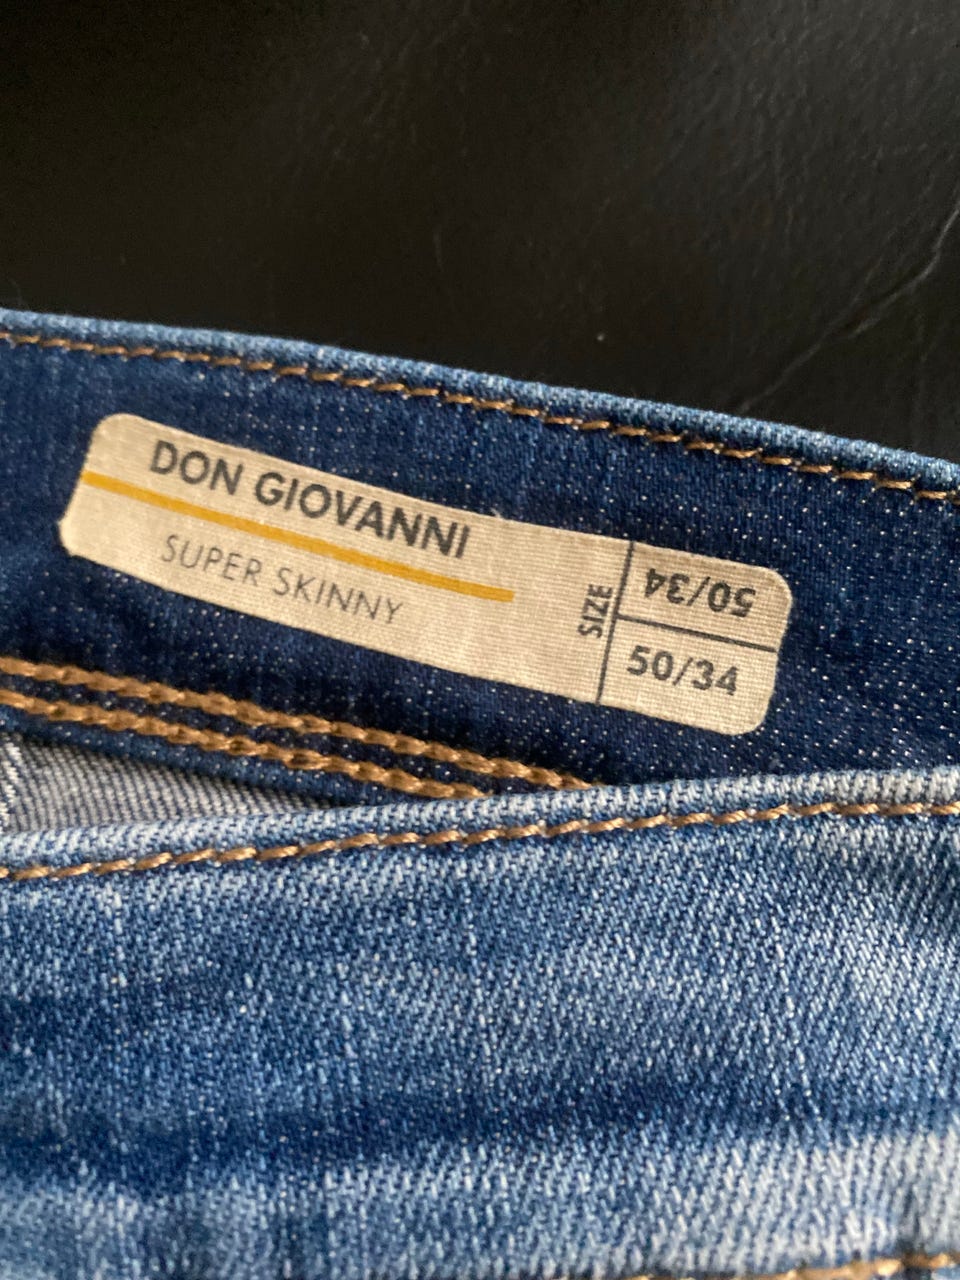 DON GIOVANNI
SUPER SKINNY
SIZE
50/34
50/34